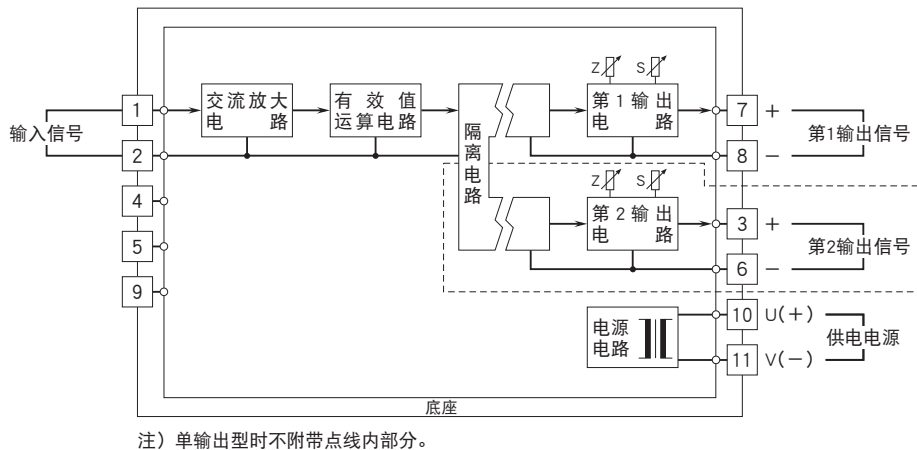 Z S
1
交流放大
电 路
有 效 值
运算电路
第 1 输 出
电 路
7 +
输入信号
第1输出信号
2
隔离电路
8 −
4
Z S
第 2 输 出
电 路
3 +
5
第2输出信号
6 −
9
电源
电路
10 U(+)
供电电源
11 V(−)
底座
注）单输出型时不附带点线内部分。